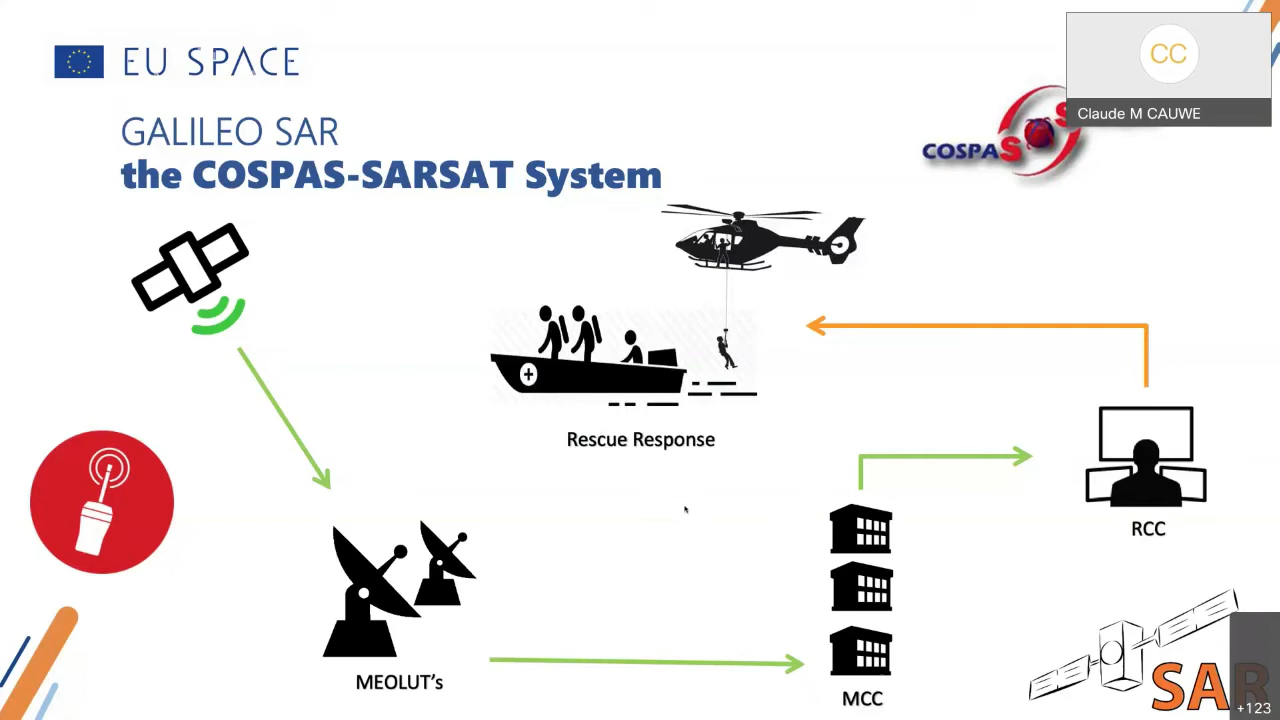 EU SPACE
CC
Claude M CAUWE
GALILEO SAR
the COSPAS-SARSAT System
COSPAS
S
Rescue Response
RCC
MEOLUT's
MCC
SAR
+123